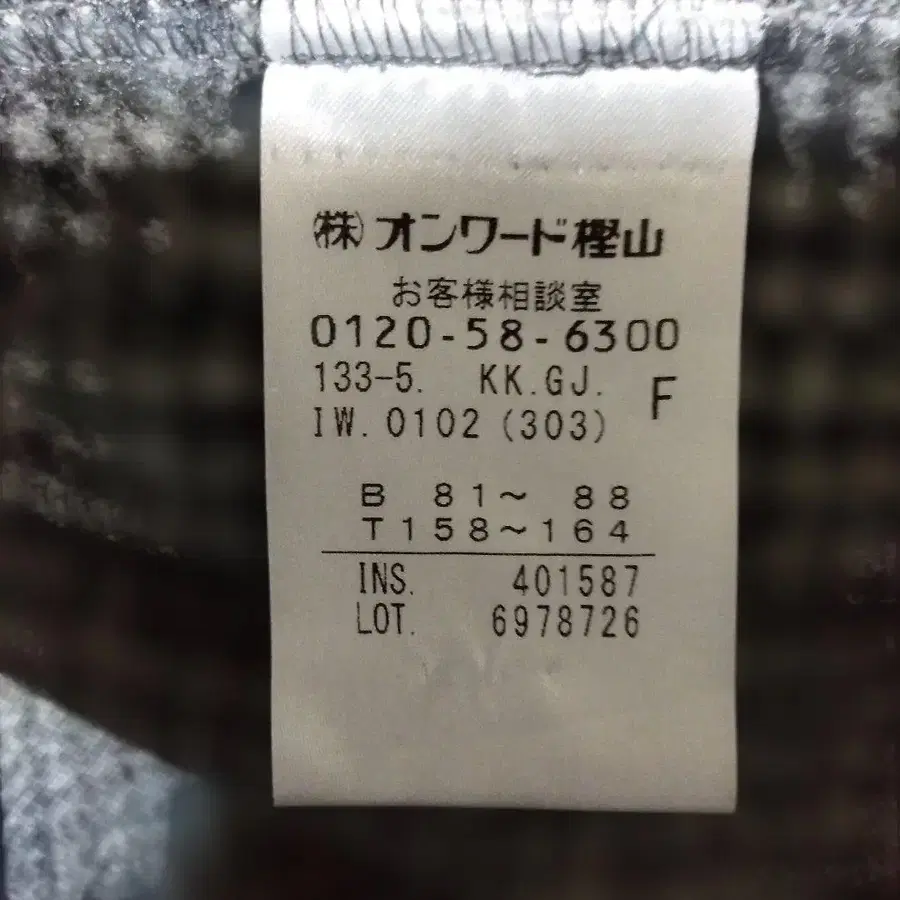 ㈱オンワード樫山
お客様相談室
0120-58-6300
133-5. KK.GJ. F
IW.0102(303)
B 81～ 88
T158～164
INS. 401587
LOT. 6978726